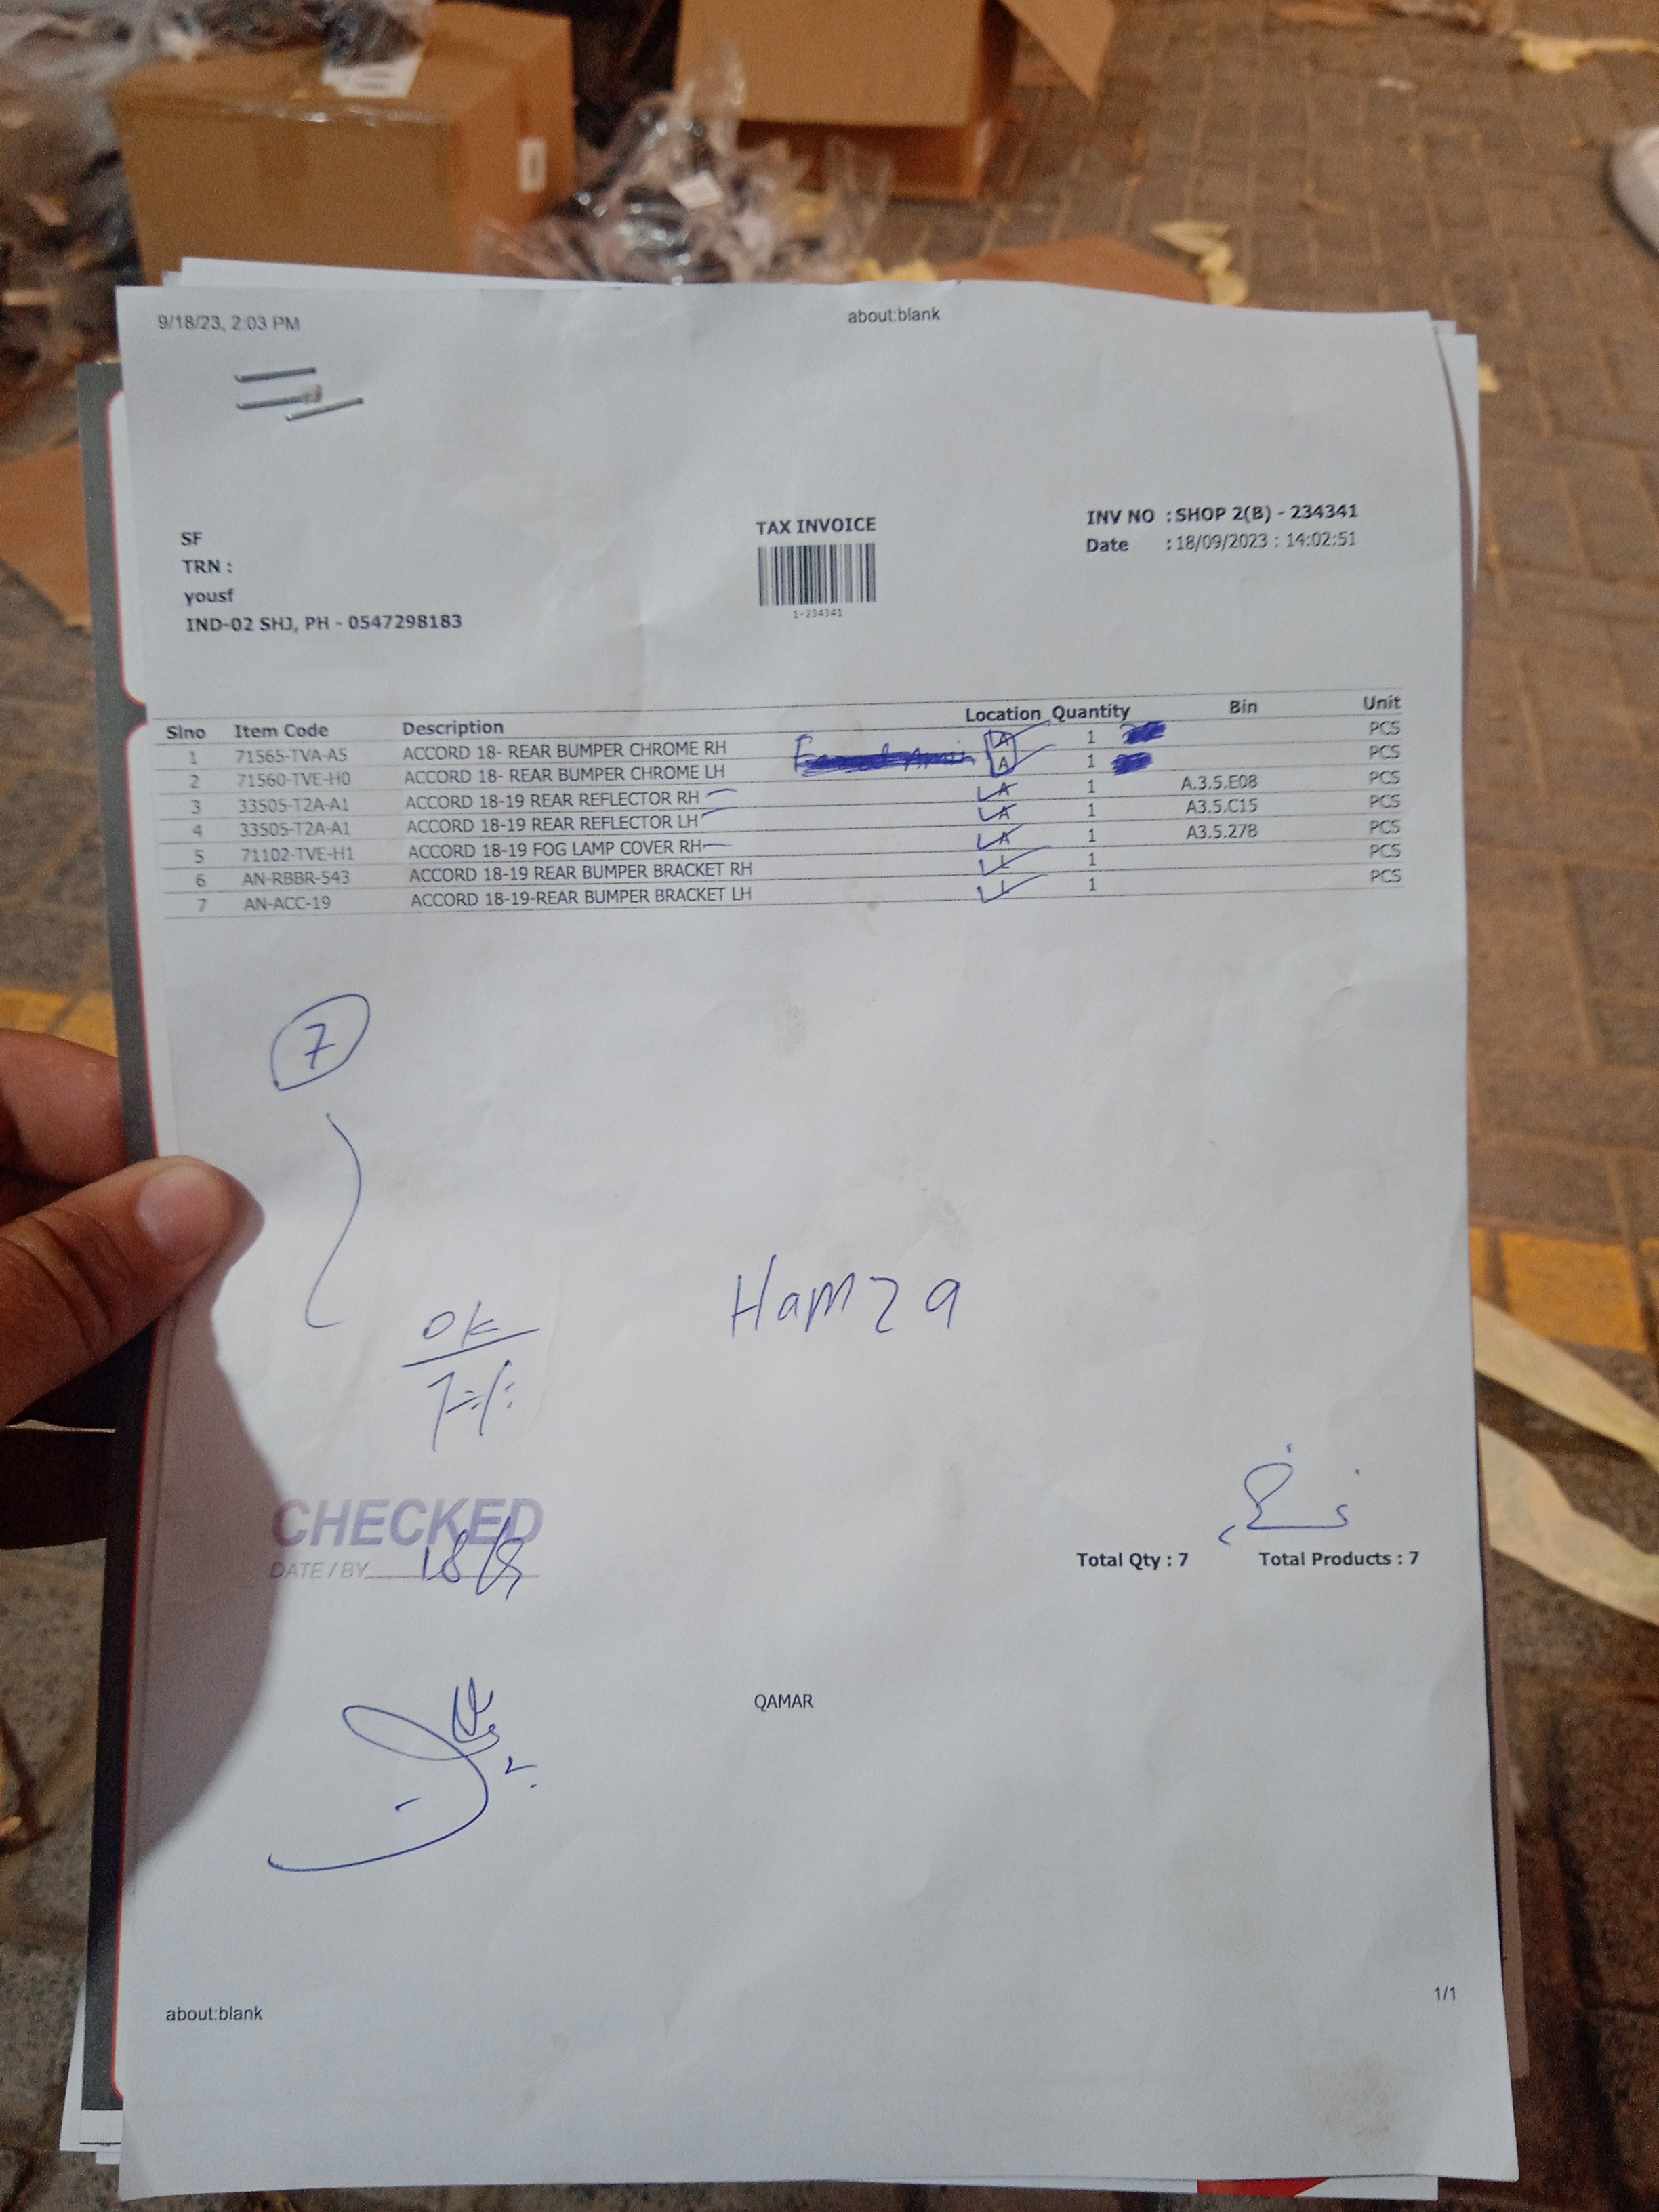 9/18/23, 2:03 PM about:blank
SF
TRN :
yousf
IND-02 SHJ, PH - 0547298183
TAX INVOICE
1-234341
INV NO : SHOP 2(B) - 234341
Date : 18/09/2023 : 14:02:51
Slno Item Code Description Location Quantity Bin Unit
1 71565-TVA-A5 ACCORD 18- REAR BUMPER CHROME RH A 1 PCS
2 71560-TVE-H0 ACCORD 18- REAR BUMPER CHROME LH A 1 PCS
3 33505-T2A-A1 ACCORD 18-19 REAR REFLECTOR RH A 1 A.3.5.E08 PCS
4 33505-T2A-A1 ACCORD 18-19 REAR REFLECTOR LH A 1 A3.5.C15 PCS
5 71102-TVE-H1 ACCORD 18-19 FOG LAMP COVER RH A 1 A3.5.27B PCS
6 AN-RBBR-543 ACCORD 18-19 REAR BUMPER BRACKET RH L 1 PCS
7 AN-ACC-19 ACCORD 18-19-REAR BUMPER BRACKET LH L 1 PCS
7
OK
Hamza
CHECKED
DATE/BY 18/9
Total Qty : 7 Total Products : 7
QAMAR
about:blank 1/1